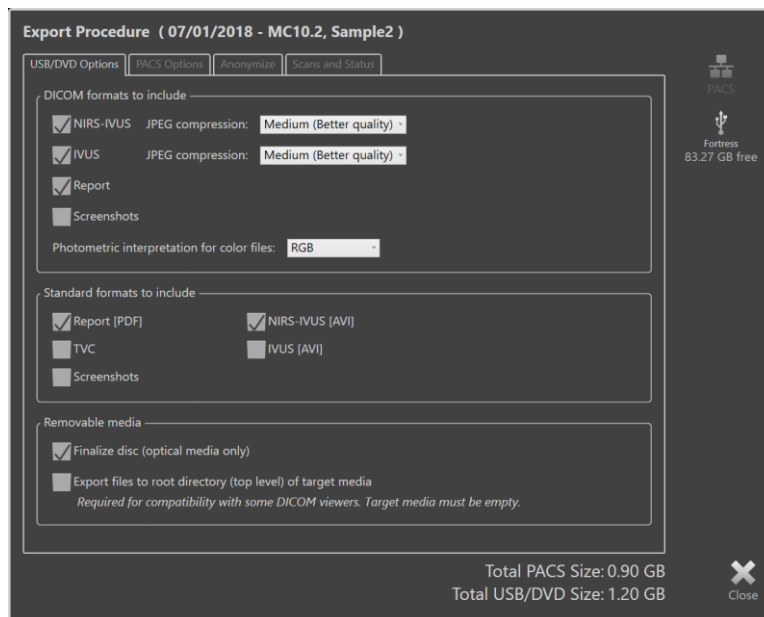 Export Procedure ( 07/01/2018 - MC10.2, Sample2 )
USB/DVD Options PACS Options Anonymize Scans and Status
PACS
DICOM formats to include
NIRS-IVUS JPEG compression: Medium (Better quality)
Fortress
83.27 GB free
IVUS JPEG compression: Medium (Better quality)
Report
Screenshots
Photometric interpretation for color files: RGB
Standard formats to include
Report [PDF] NIRS-IVUS [AVI]
TVC IVUS [AVI]
Screenshots
Removable media
Finalize disc (optical media only)
Export files to root directory (top level) of target media
Required for compatibility with some DICOM viewers. Target media must be empty.
Total PACS Size: 0.90 GB
Total USB/DVD Size: 1.20 GB
Close